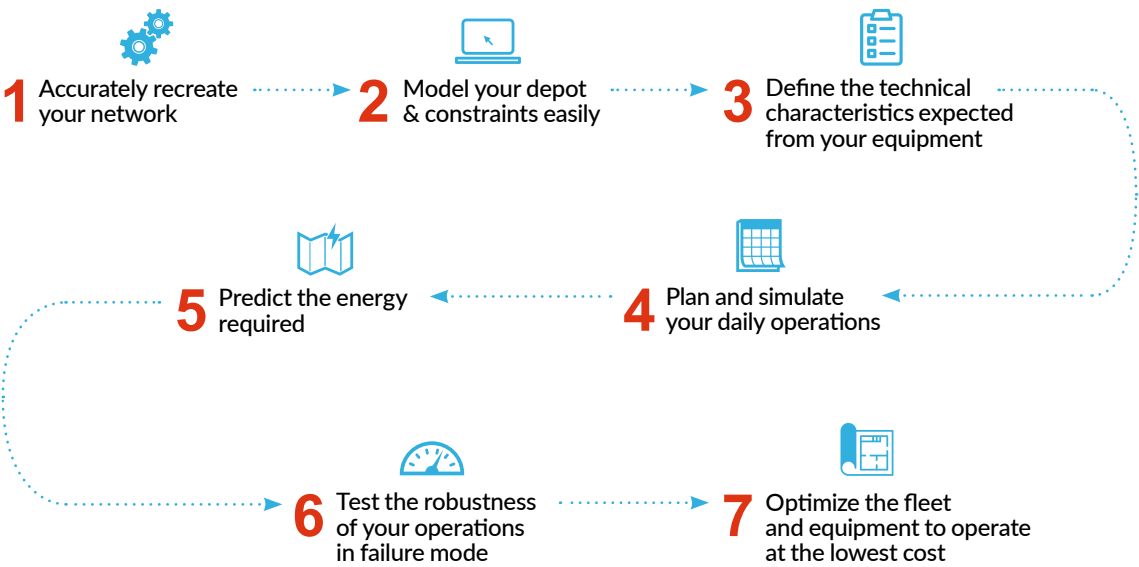 1 Accurately recreate
your network
2 Model your depot
& constraints easily
3 Define the technical
characteristics expected
from your equipment
4 Plan and simulate
your daily operations
5 Predict the energy
required
6 Test the robustness
of your operations
in failure mode
7 Optimize the fleet
and equipment to operate
at the lowest cost